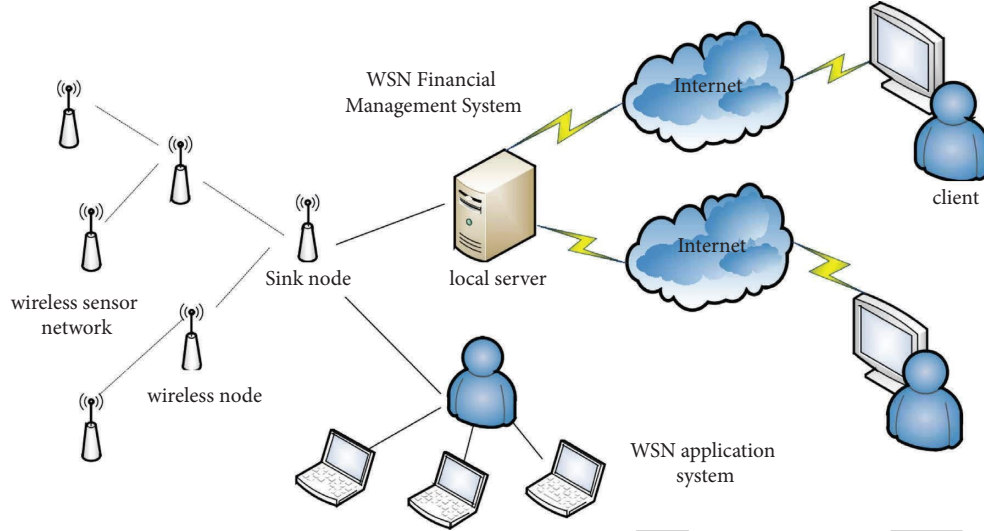 WSN Financial
Management System
Internet
client
Internet
Sink node
local server
wireless sensor
network
wireless node
WSN application
system